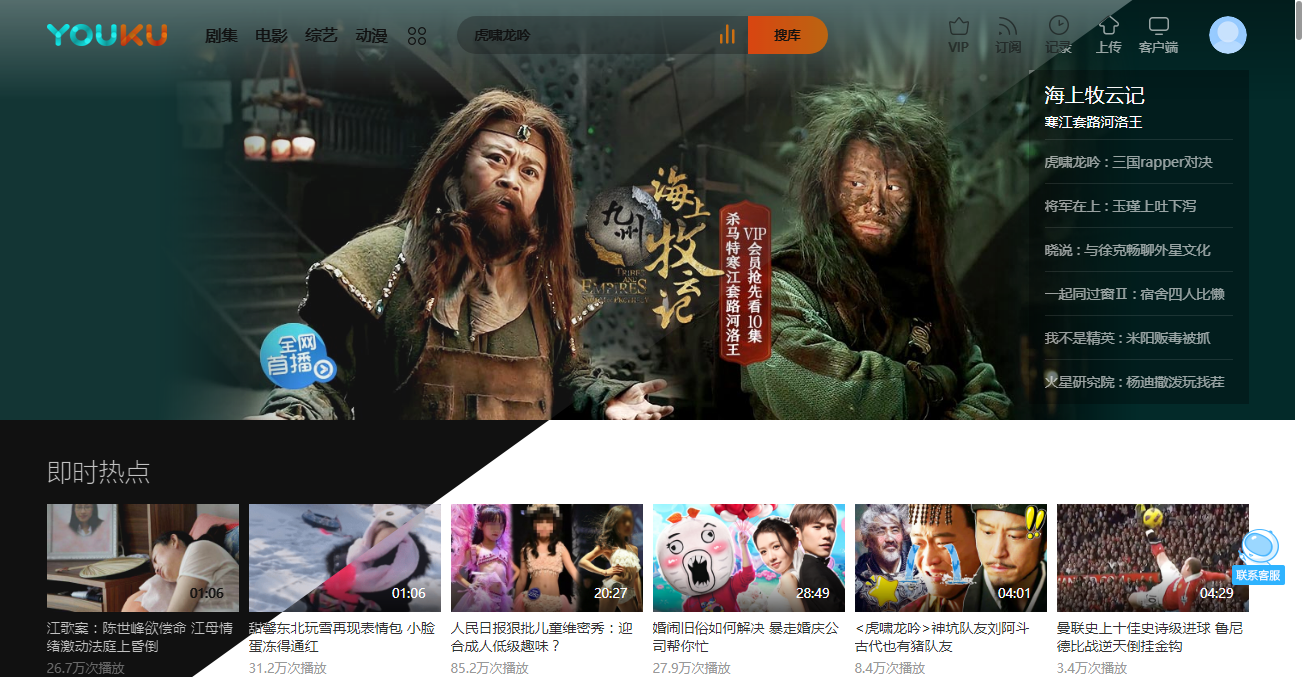 YOUKU
剧集 电影 综艺 动漫
虎啸龙吟
搜库
VIP 订阅 记录 上传 客户端
海上牧云记
寒江套路河洛王
虎啸龙吟 : 三国rapper对决
将军在上 : 玉瑾上吐下泻
晓说 : 与徐克畅聊外星文化
一起同过窗Ⅱ : 宿舍四人比懒
我不是精英 : 米阳贩毒被抓
火星研究院 : 杨迪撒泼玩找茬
九州
海上牧云记
TRIBES AND
EMPIRES
VIP会员抢先看10集
杀马特寒江套路河洛王
全网
首播
即时热点
01:06
江歌案：陈世峰欲偿命 江母情
绪激动法庭上昏倒
26.7万次播放
01:06
甜馨东北玩雪再现表情包 小脸
蛋冻得通红
31.2万次播放
20:27
人民日报狠批儿童维密秀：迎
合成人低级趣味？
85.2万次播放
28:49
婚闹旧俗如何解决 暴走婚庆公
司帮你忙
27.9万次播放
04:01
<虎啸龙吟>神坑队友刘阿斗
古代也有猪队友
8.4万次播放
04:29
曼联史上十佳史诗级进球 鲁尼
德比战逆天倒挂金钩
3.4万次播放
联系客服